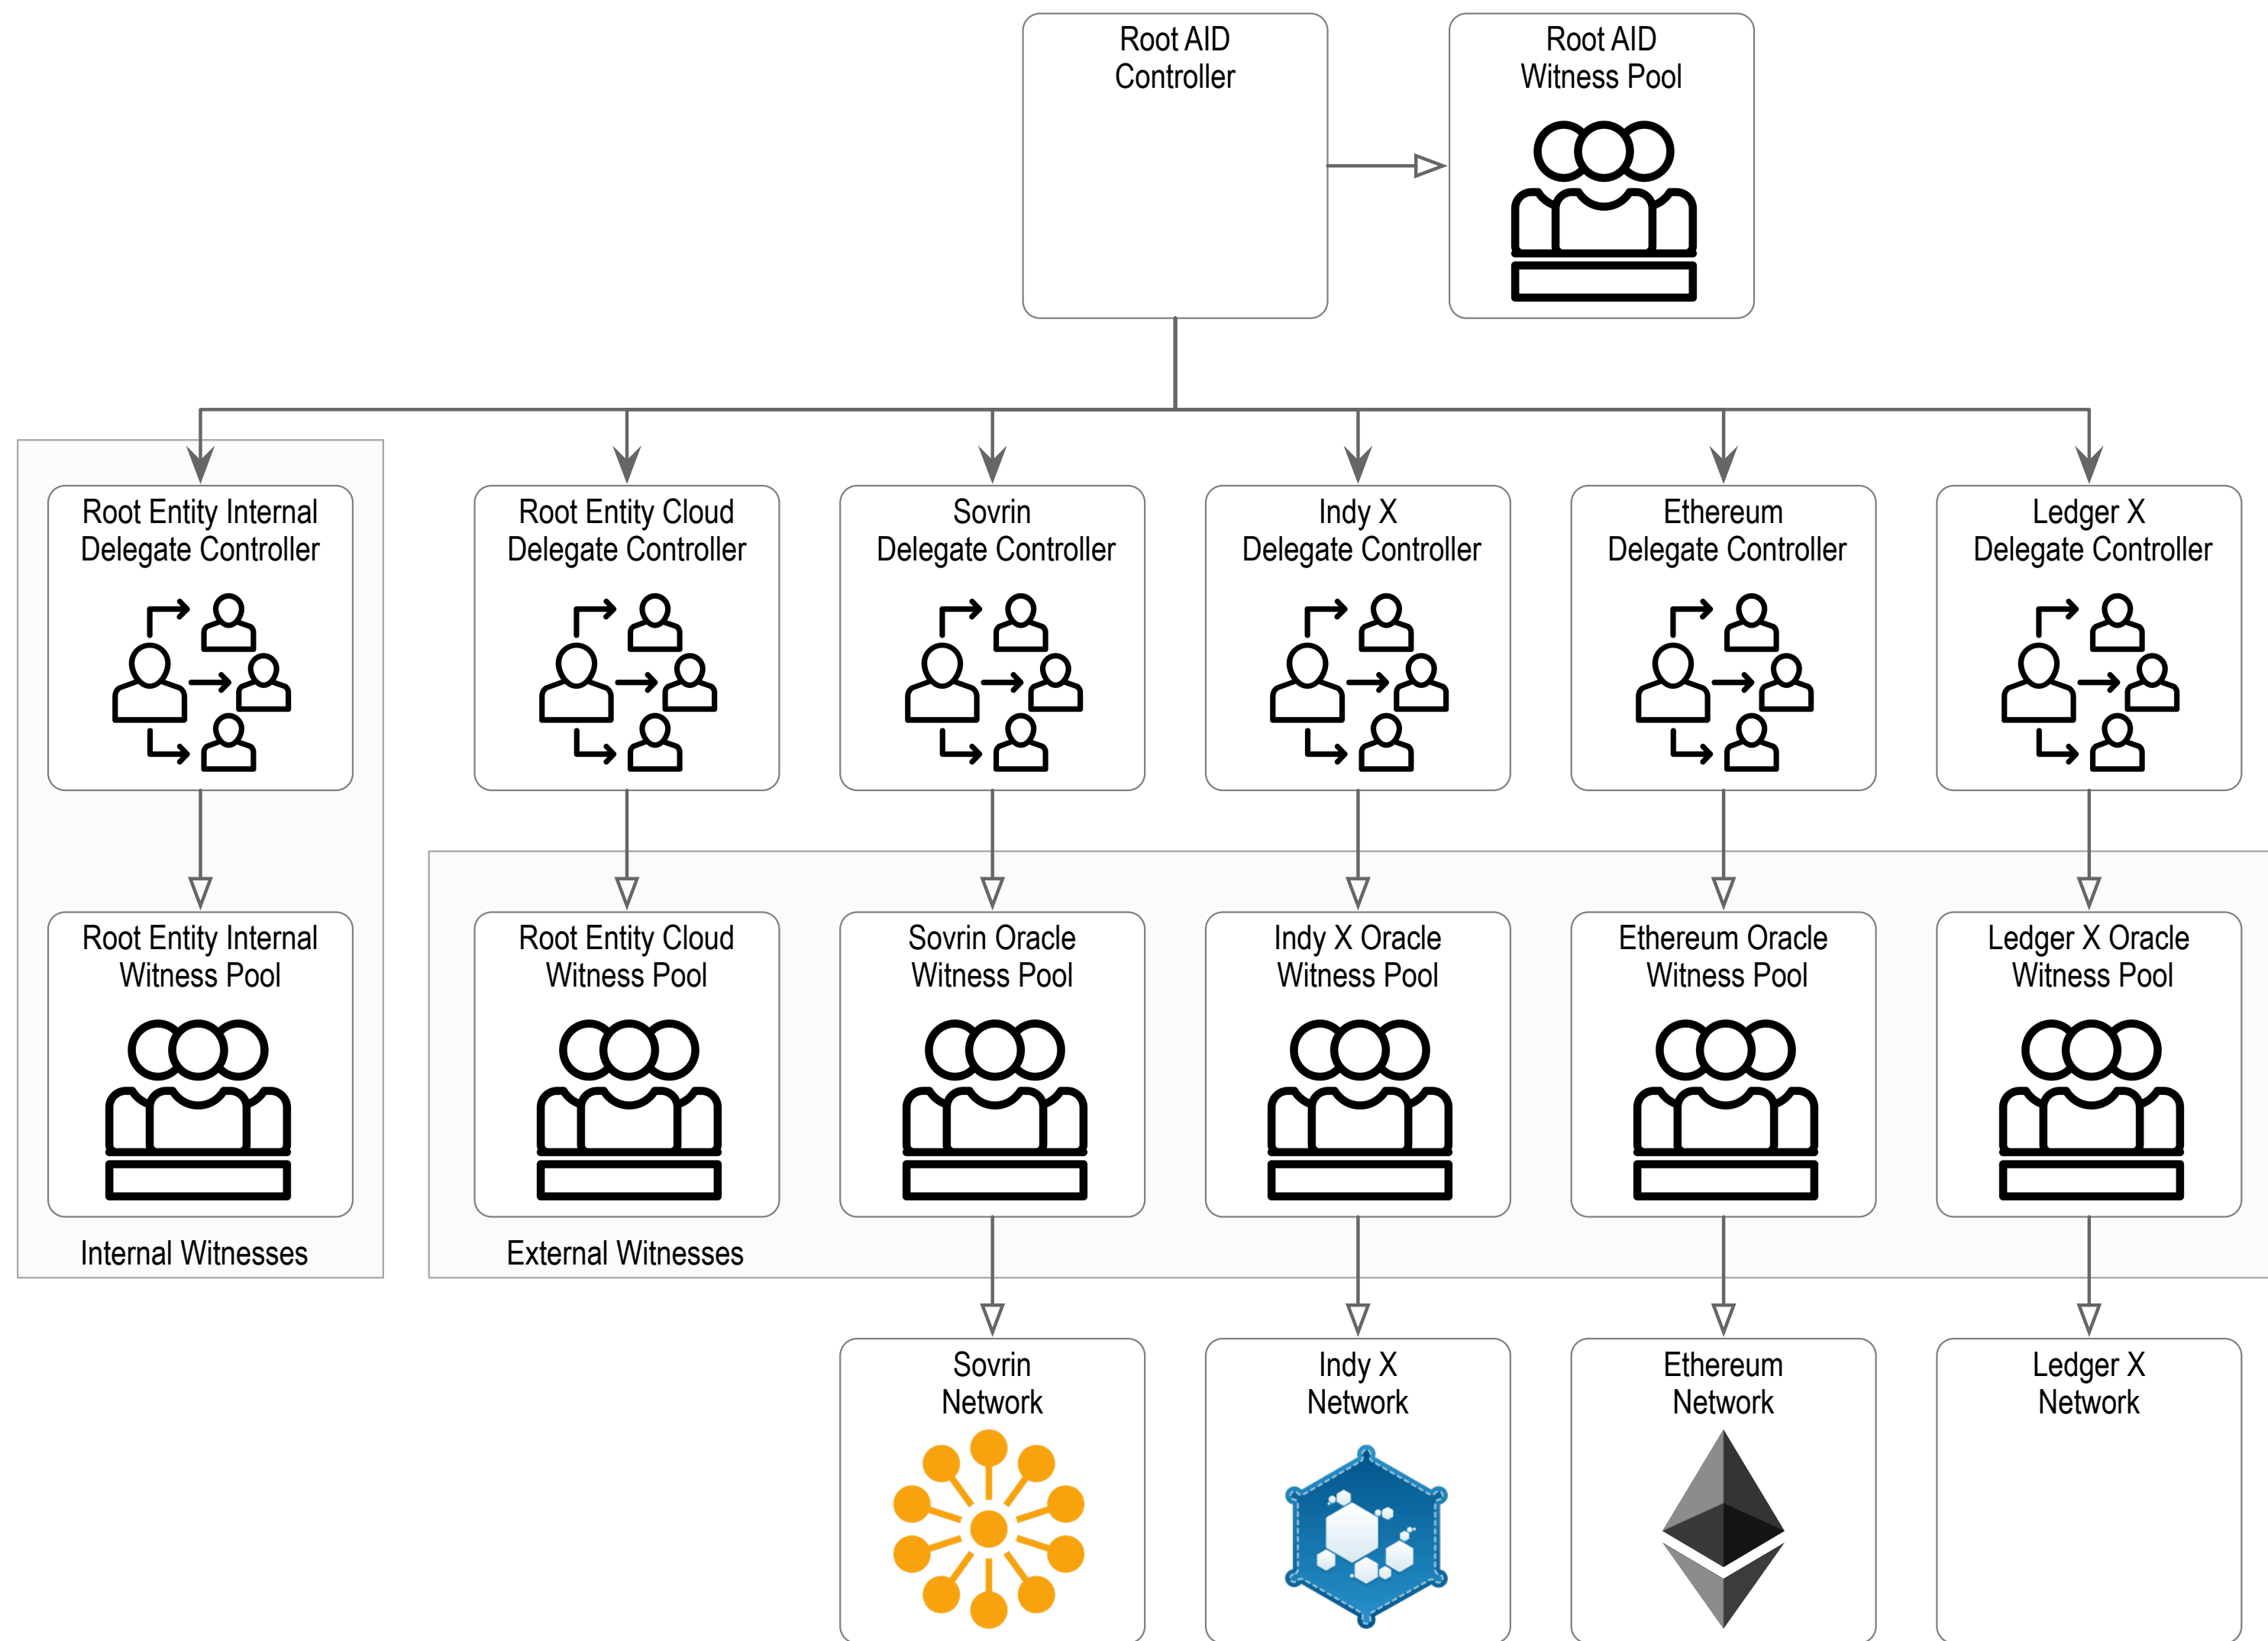 Root AID
Controller
Root AID
Witness Pool
Root Entity Internal
Delegate Controller
Root Entity Cloud
Delegate Controller
Sovrin
Delegate Controller
Indy X
Delegate Controller
Ethereum
Delegate Controller
Ledger X
Delegate Controller
Root Entity Internal
Witness Pool
Root Entity Cloud
Witness Pool
Sovrin Oracle
Witness Pool
Indy X Oracle
Witness Pool
Ethereum Oracle
Witness Pool
Ledger X Oracle
Witness Pool
Internal Witnesses
External Witnesses
Sovrin
Network
Indy X
Network
Ethereum
Network
Ledger X
Network